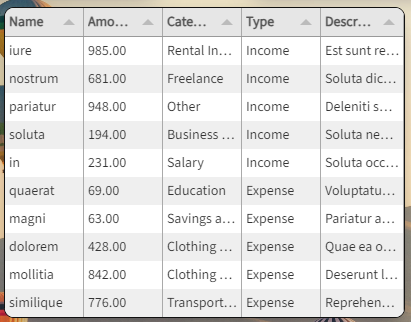 Name Amo... Cate... Type Descr...
iure 985.00 Rental In... Income Est sunt re...
nostrum 681.00 Freelance Income Soluta dic...
pariatur 948.00 Other Income Deleniti s...
soluta 194.00 Business ... Income Soluta ne...
in 231.00 Salary Income Soluta occ...
quaerat 69.00 Education Expense Voluptatu...
magni 63.00 Savings a... Expense Pariatur a...
dolorem 428.00 Clothing ... Expense Quae ea o...
mollitia 842.00 Clothing ... Expense Deserunt l...
similique 776.00 Transport... Expense Reprehen...